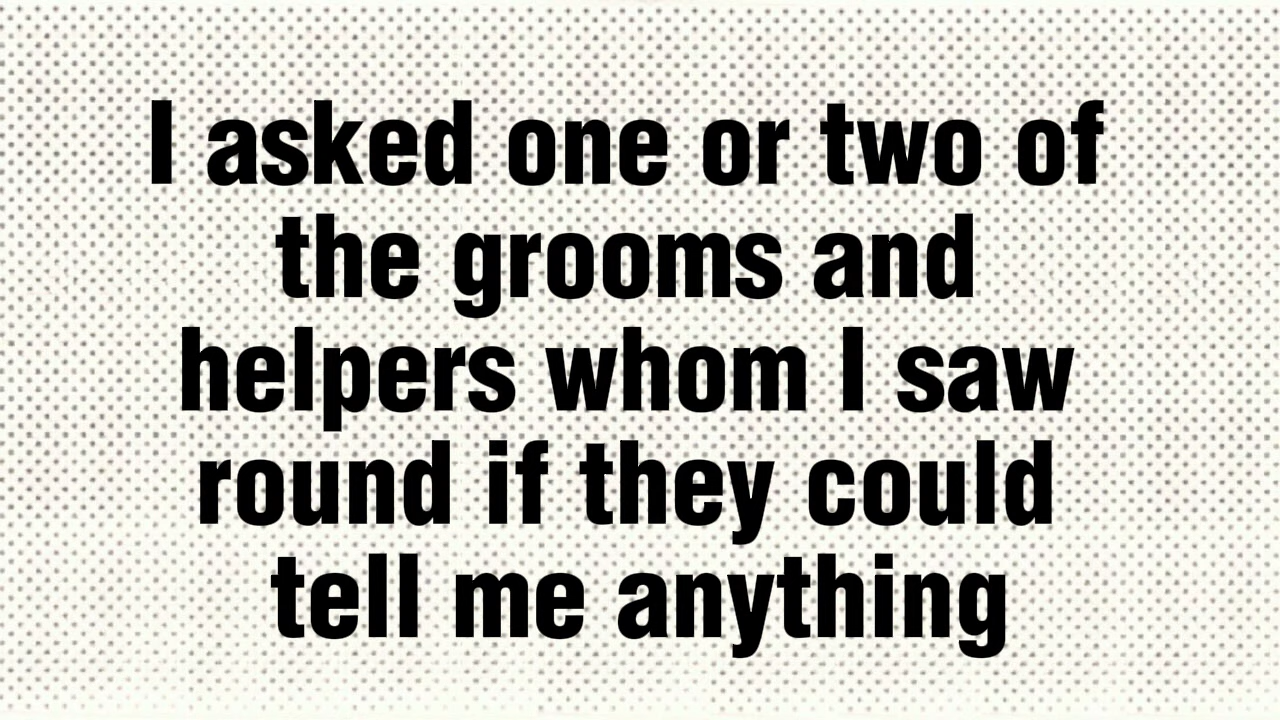 I asked one or two of
the grooms and
helpers whom I saw
round if they could
tell me anything